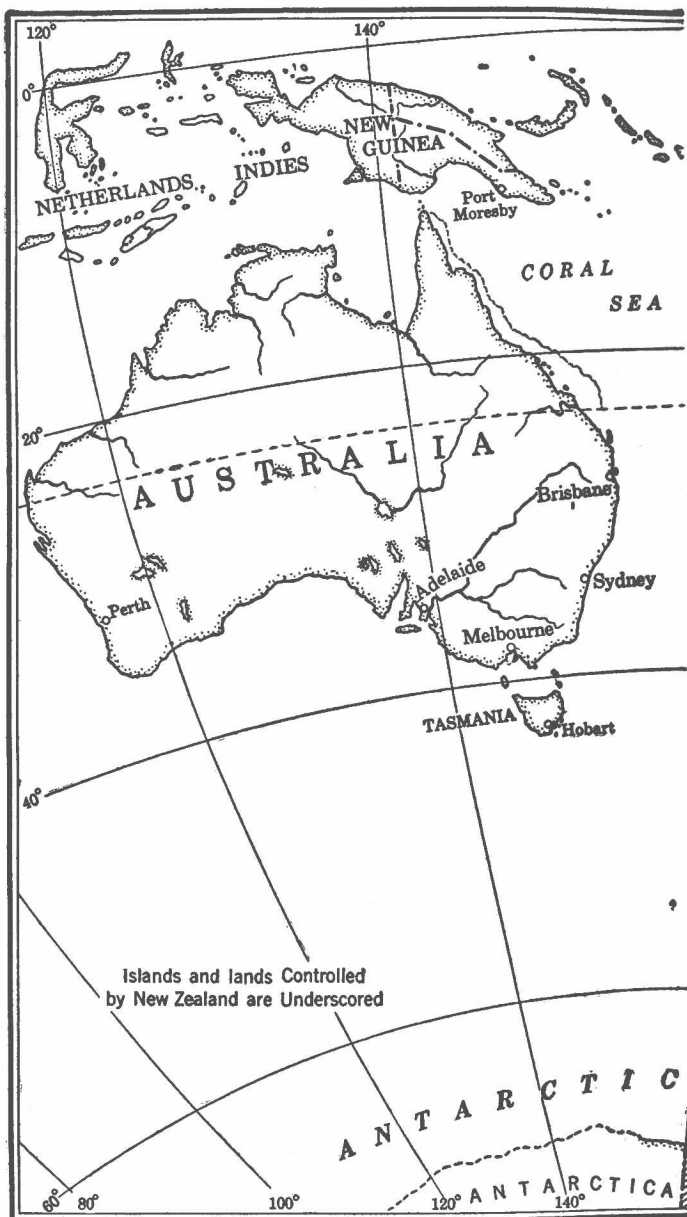 120°
140°
0°
NEW
GUINEA
NETHERLANDS INDIES
Port
Moresby
CORAL
SEA
20°
AUSTRALIA
Brisbane
Perth
Adelaide
Sydney
Melbourne
TASMANIA
Hobart
40°
Islands and lands Controlled
by New Zealand are Underscored
ANTARCTIC
ANTARCTICA
60° 80° 100° 120° 140°